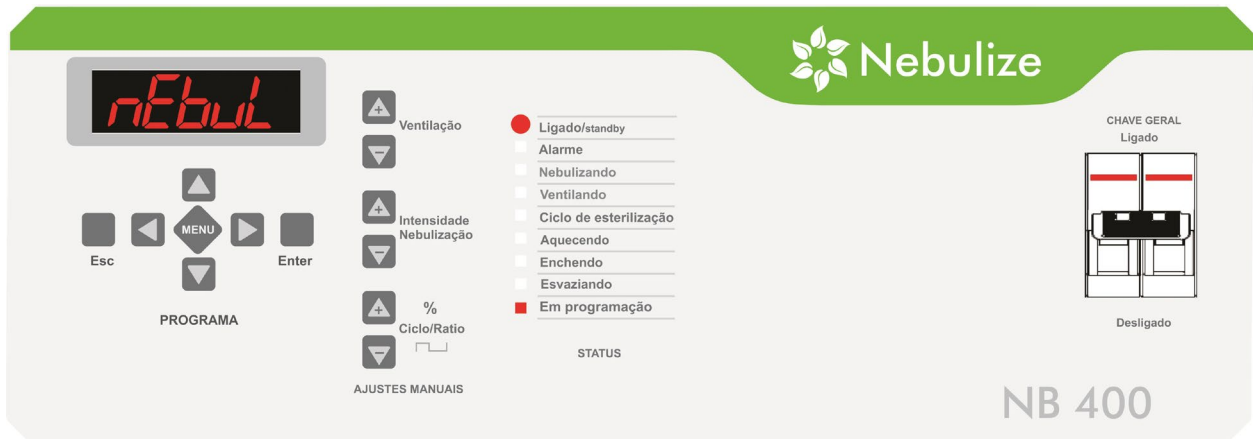 Nebulize
nEbuL
Ventilação
Intensidade
Nebulização
%
Ciclo/Ratio
AJUSTES MANUAIS
MENU
Esc
Enter
PROGRAMA
Ligado/standby
Alarme
Nebulizando
Ventilando
Ciclo de esterilização
Aquecendo
Enchendo
Esvaziando
Em programação
STATUS
CHAVE GERAL
Ligado
Desligado
NB 400